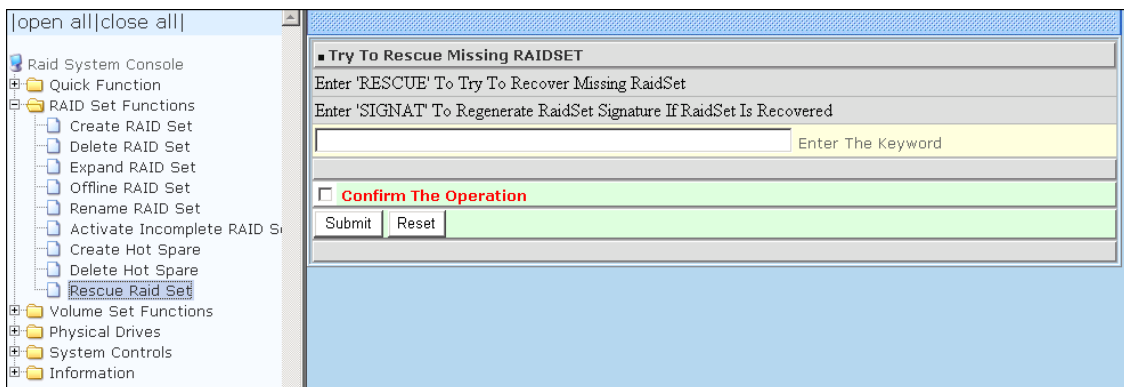 |open all|close all|
Raid System Console
Quick Function
RAID Set Functions
Create RAID Set
Delete RAID Set
Expand RAID Set
Offline RAID Set
Rename RAID Set
Activate Incomplete RAID S
Create Hot Spare
Delete Hot Spare
Rescue Raid Set
Volume Set Functions
Physical Drives
System Controls
Information
Try To Rescue Missing RAIDSET
Enter 'RESCUE' To Try To Recover Missing RaidSet
Enter 'SIGNAT' To Regenerate RaidSet Signature If RaidSet Is Recovered
Enter The Keyword
Confirm The Operation
Submit Reset